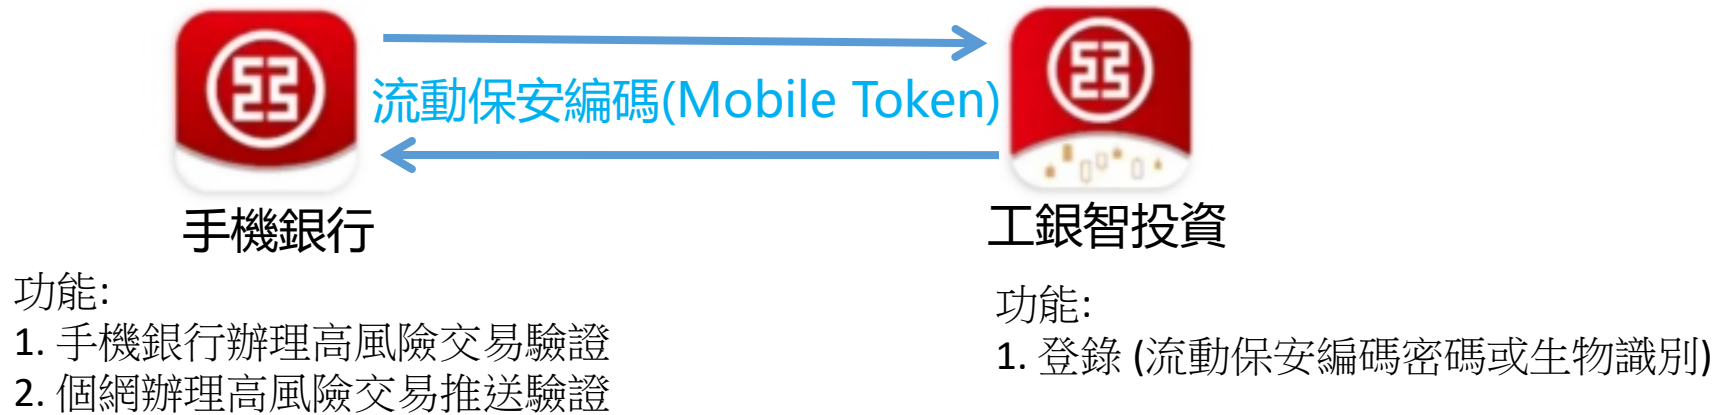 流動保安編碼(Mobile Token)
手機銀行
工銀智投資
功能:
1. 手機銀行辦理高風險交易驗證
2. 個網辦理高風險交易推送驗證
功能:
1. 登錄 (流動保安編碼密碼或生物識別)